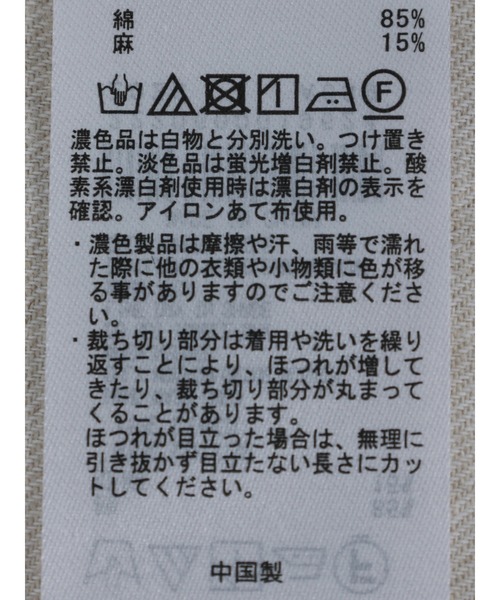 綿 85%
麻 15%
F
濃色品は白物と分別洗い。つけ置き
禁止。淡色品は蛍光増白剤禁止。酸
素系漂白剤使用時は漂白剤の表示を
確認。アイロンあて布使用。
・濃色製品は摩擦や汗、雨等で濡れ
た際に他の衣類や小物類に色が移
る事がありますのでご注意くださ
い。
・裁ち切り部分は着用や洗いを繰り
返すことにより、ほつれが増して
きたり、裁ち切り部分が丸まって
くることがあります。
ほつれが目立った場合は、無理に
引き抜かず目立たない長さにカッ
トしてください。
中国製